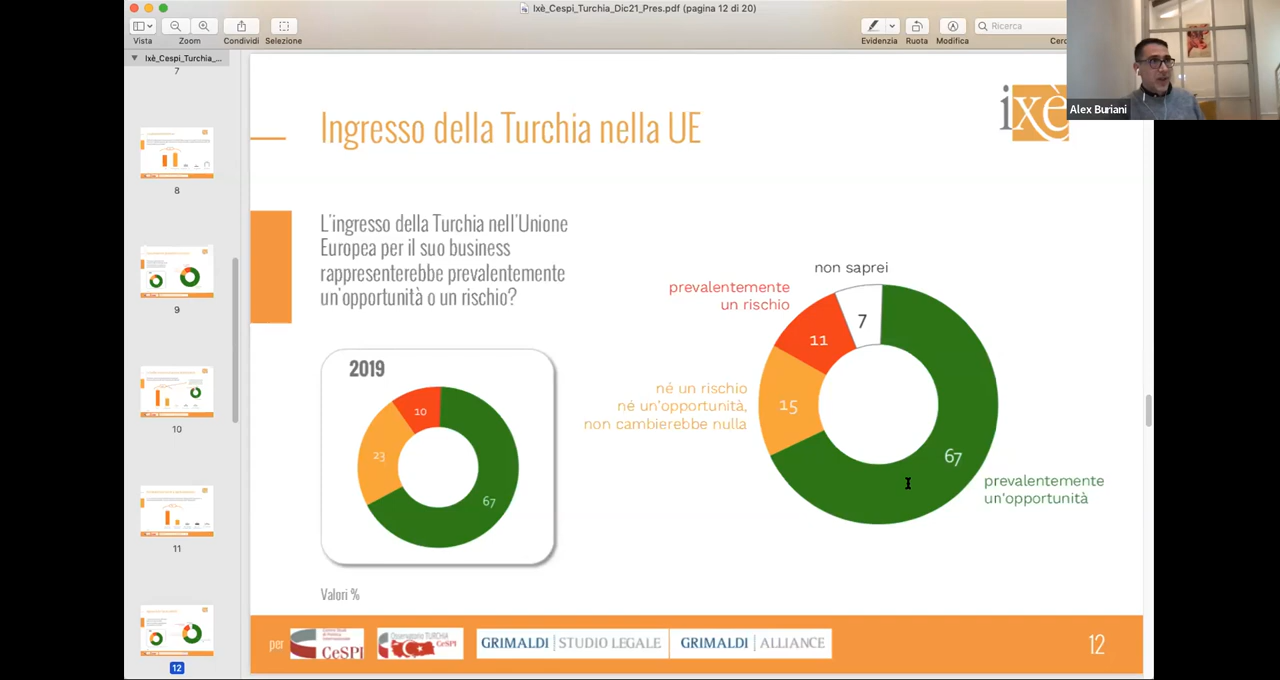 Ixè_Cespi_Turchia_Dic21_Pres.pdf (pagina 12 di 20)
Vista
Zoom
Condividi
Selezione
Evidenzia
Ruota
Modifica
Ricerca
Cerc
Alex Buriani
Ixè_Cespi_Turchia_...
7
8
9
10
11
12
Ingresso della Turchia nella UE
ixè
L'ingresso della Turchia nell'Unione
Europea per il suo business
rappresenterebbe prevalentemente
un'opportunità o un rischio?
2019
10
23
67
non saprei
prevalentemente
un rischio
7
11
né un rischio
né un'opportunità,
non cambierebbe nulla
15
67
prevalentemente
un'opportunità
Valori %
per
CeSPI
Osservatorio TURCHIA
CeSPI
GRIMALDI STUDIO LEGALE
GRIMALDI ALLIANCE
12